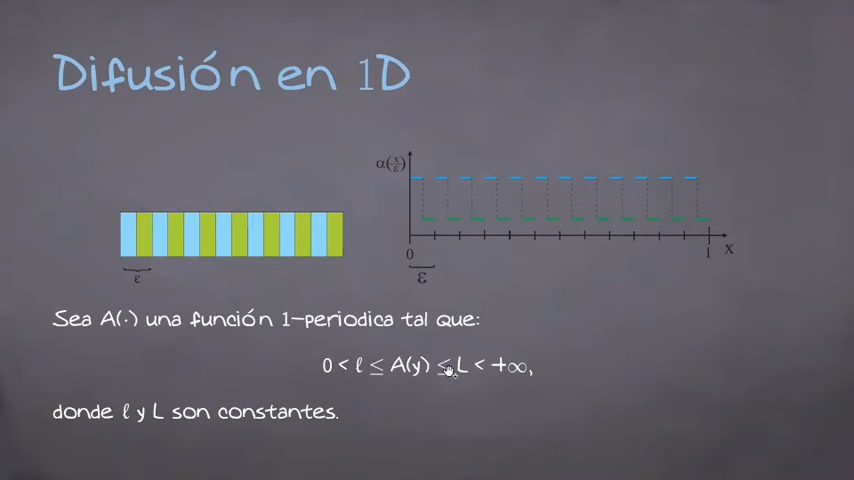 Difusión en 1D
α(x/ε)
0
1
x
ε
ε
Sea A(·) una función 1-periodica tal que:
0 < ℓ ≤ A(y) ≤ L < +∞,
donde ℓ y L son constantes.